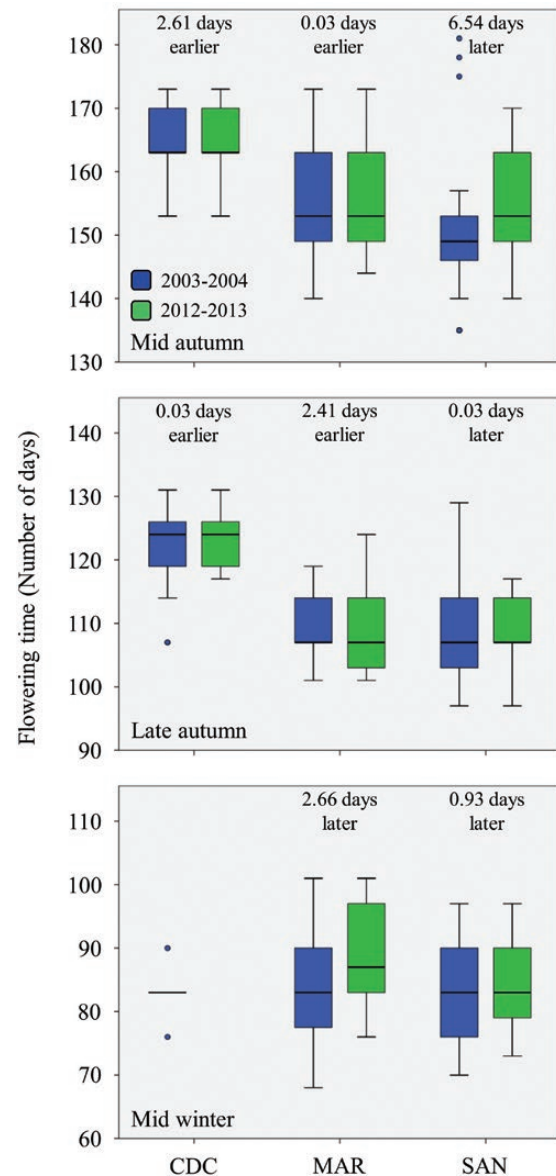 Flowering time (Number of days)
2.61 days
earlier
0.03 days
earlier
6.54 days
later
180
170
160
150
140
130
2003-2004
2012-2013
Mid autumn
0.03 days
earlier
2.41 days
earlier
0.03 days
later
140
130
120
110
100
90
Late autumn
2.66 days
later
0.93 days
later
110
100
90
80
70
60
Mid winter
CDC MAR SAN